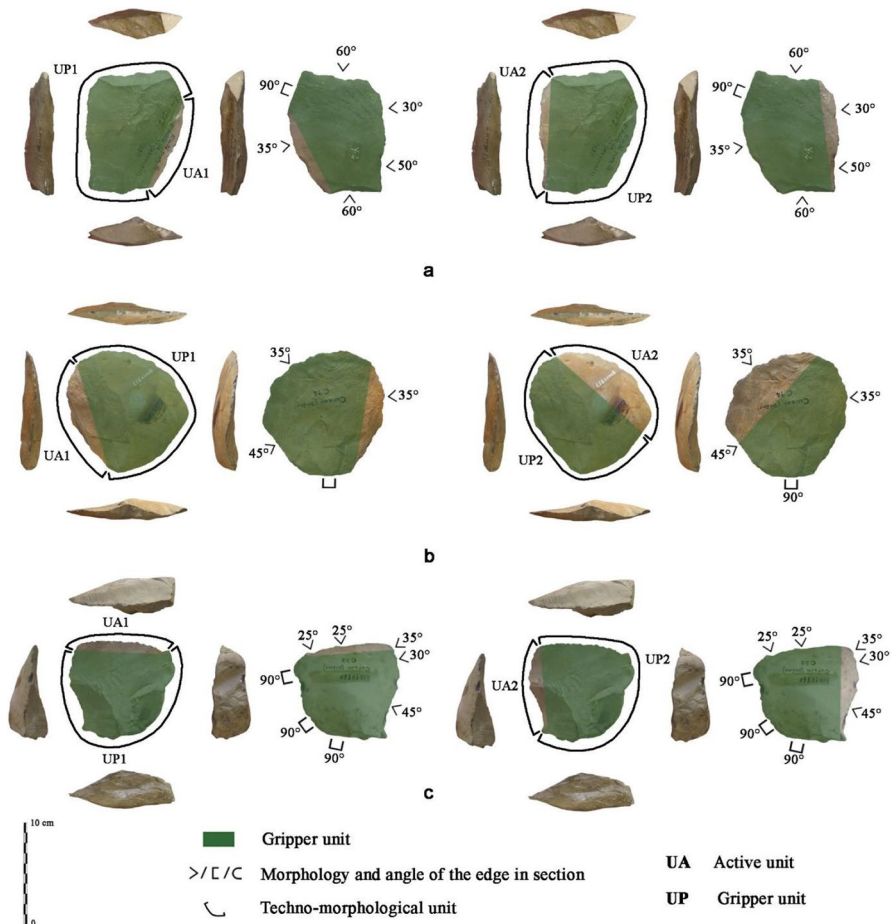 UP1
60°
90°
30°
35°
50°
UA1
60°
UA2
60°
90°
30°
35°
50°
UP2
60°
a
UP1
35°
35°
UA1
45°
UA2
35°
35°
UP2
45°
90°
b
UA1
25°
25°
35°
30°
90°
45°
90°
90°
UP1
UP2
25°
25°
35°
30°
UA2
90°
45°
90°
90°
c
10 cm
0
Gripper unit
>/[/C Morphology and angle of the edge in section
Techno-morphological unit
UA Active unit
UP Gripper unit